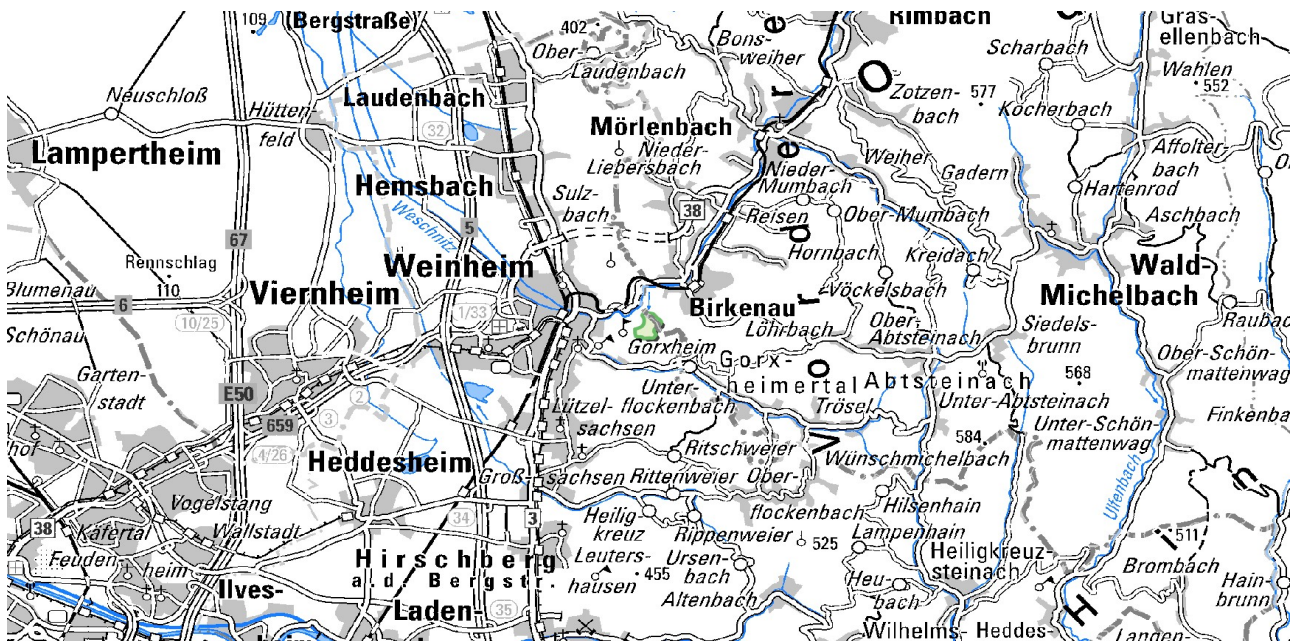 109
(Bergstraße)
402
Ober-
Laudenbach
Bons-
weiher
Rimbach
Gras-
ellenbach
Scharbach
Wahlen
552
Neuschloß
Hütten-
feld
Laudenbach
32
Mörlenbach
Nieder-
Liebersbach
Zotzen-
bach
577
Kocherbach
Weiher
Affolter-
bach
Lampertheim
Hemsbach
Sulz-
bach
Nieder-
Mumbach
Gadern
Hartenrod
Weschnitz
38
Reisen
Ober-Mumbach
Aschbach
67
5
Hornbach
Kreidach
Wald-
Michelbach
Rennschlag
110
Weinheim
Blumenau
6
Viernheim
Vöckelsbach
10/25
1/33
Birkenau
Schönau
Löhrbach
Ober-
Abtsteinach
Siedels-
brunn
Raubac
Gorxheim
Gorx-
heimertal
Ober-Schön-
mattenwag
Garten-
stadt
E50
Unter-
flockenbach
Abtsteinach
568
2
3
Lützel-
sachsen
Trösel
Unter-Abtsteinach
Finkenba
659
Unter-Schön-
mattenwag
hof
4/26
Ritschweier
584
Wünschmichelbach
Heddesheim
Groß-
sachsen
Rittenweier
Ober-
flockenbach
Ulfenbach
Vogelstang
Hilsenhain
38
Käfertal
Wallstadt
34
3
Heilig
kreuz
Rippenweier
525
Lampenhain
511
Feuden-
heim
Hirschberg
a.d. Bergstr.
Leuters-
hausen
455
Ursen-
bach
Heiligkreuz-
steinach
Brombach
Ilves-
Heu-
bach
Hain-
brunn
Laden-
35
Altenbach
Wilhelms-
Heddes-
Langen
heim
V
o
r
d
e
r
e
r
O
H
i
n